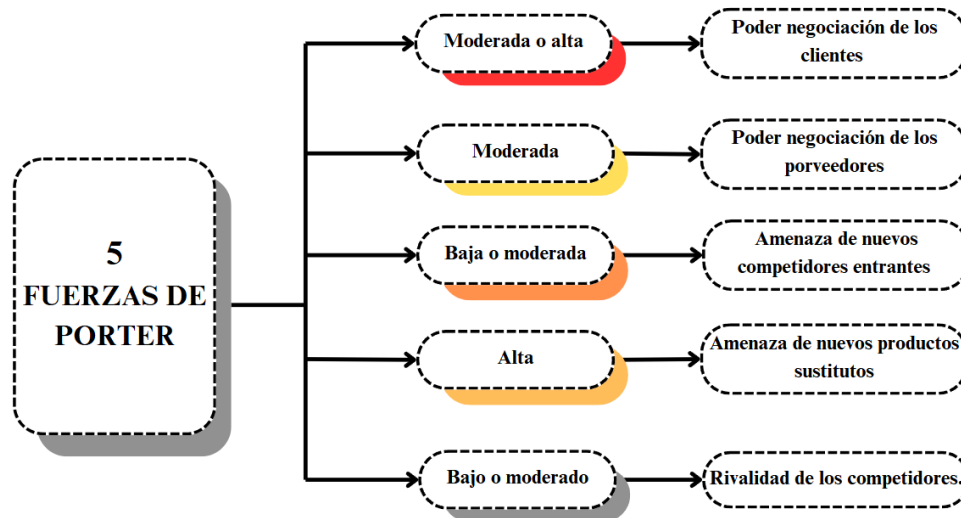 5
FUERZAS DE
PORTER
Moderada o alta
Poder negociación de los
clientes
Moderada
Poder negociación de los
porveedores
Baja o moderada
Amenaza de nuevos
competidores entrantes
Alta
Amenaza de nuevos productos
sustitutos
Bajo o moderado
Rivalidad de los competidores.